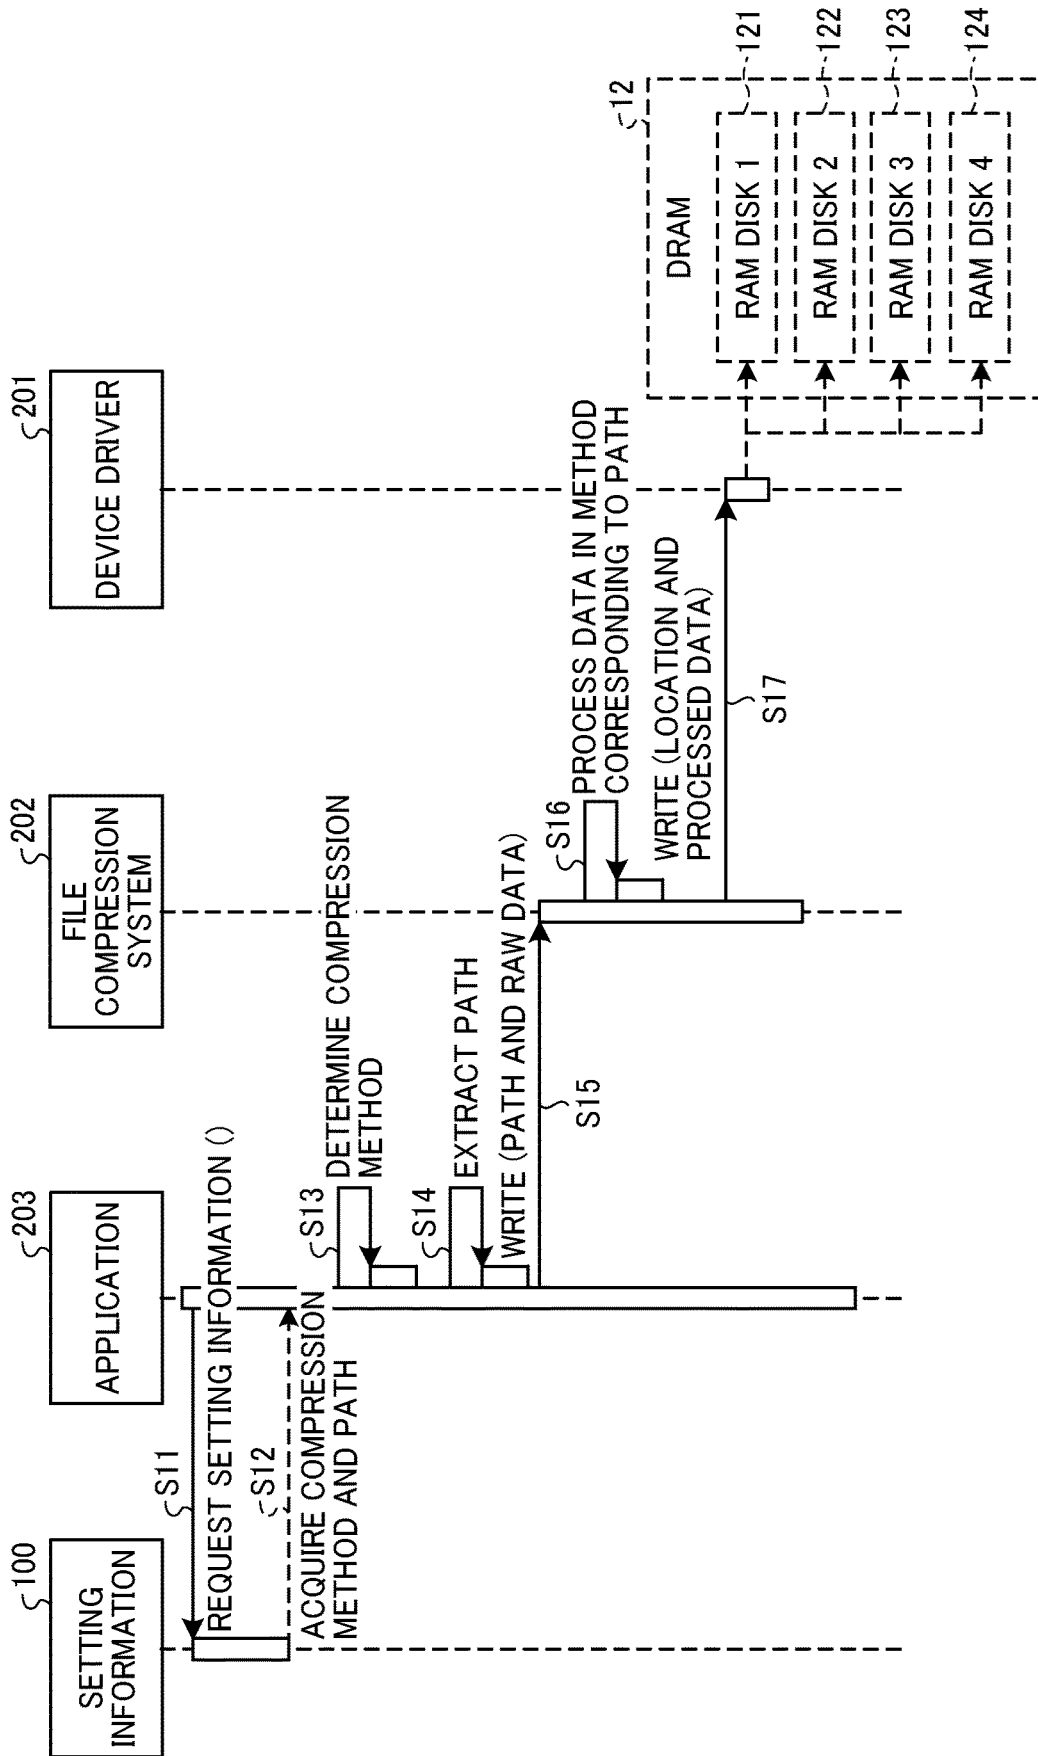 100
SETTING
INFORMATION
203
APPLICATION
202
FILE
COMPRESSION
SYSTEM
201
DEVICE DRIVER
S11
REQUEST SETTING INFORMATION ()
S12
ACQUIRE COMPRESSION
METHOD AND PATH
S13
DETERMINE COMPRESSION
METHOD
S14
EXTRACT PATH
WRITE (PATH AND RAW DATA)
S15
S16
PROCESS DATA IN METHOD
CORRESPONDING TO PATH
WRITE (LOCATION AND
PROCESSED DATA)
S17
12
DRAM
RAM DISK 1
121
RAM DISK 2
122
RAM DISK 3
123
RAM DISK 4
124